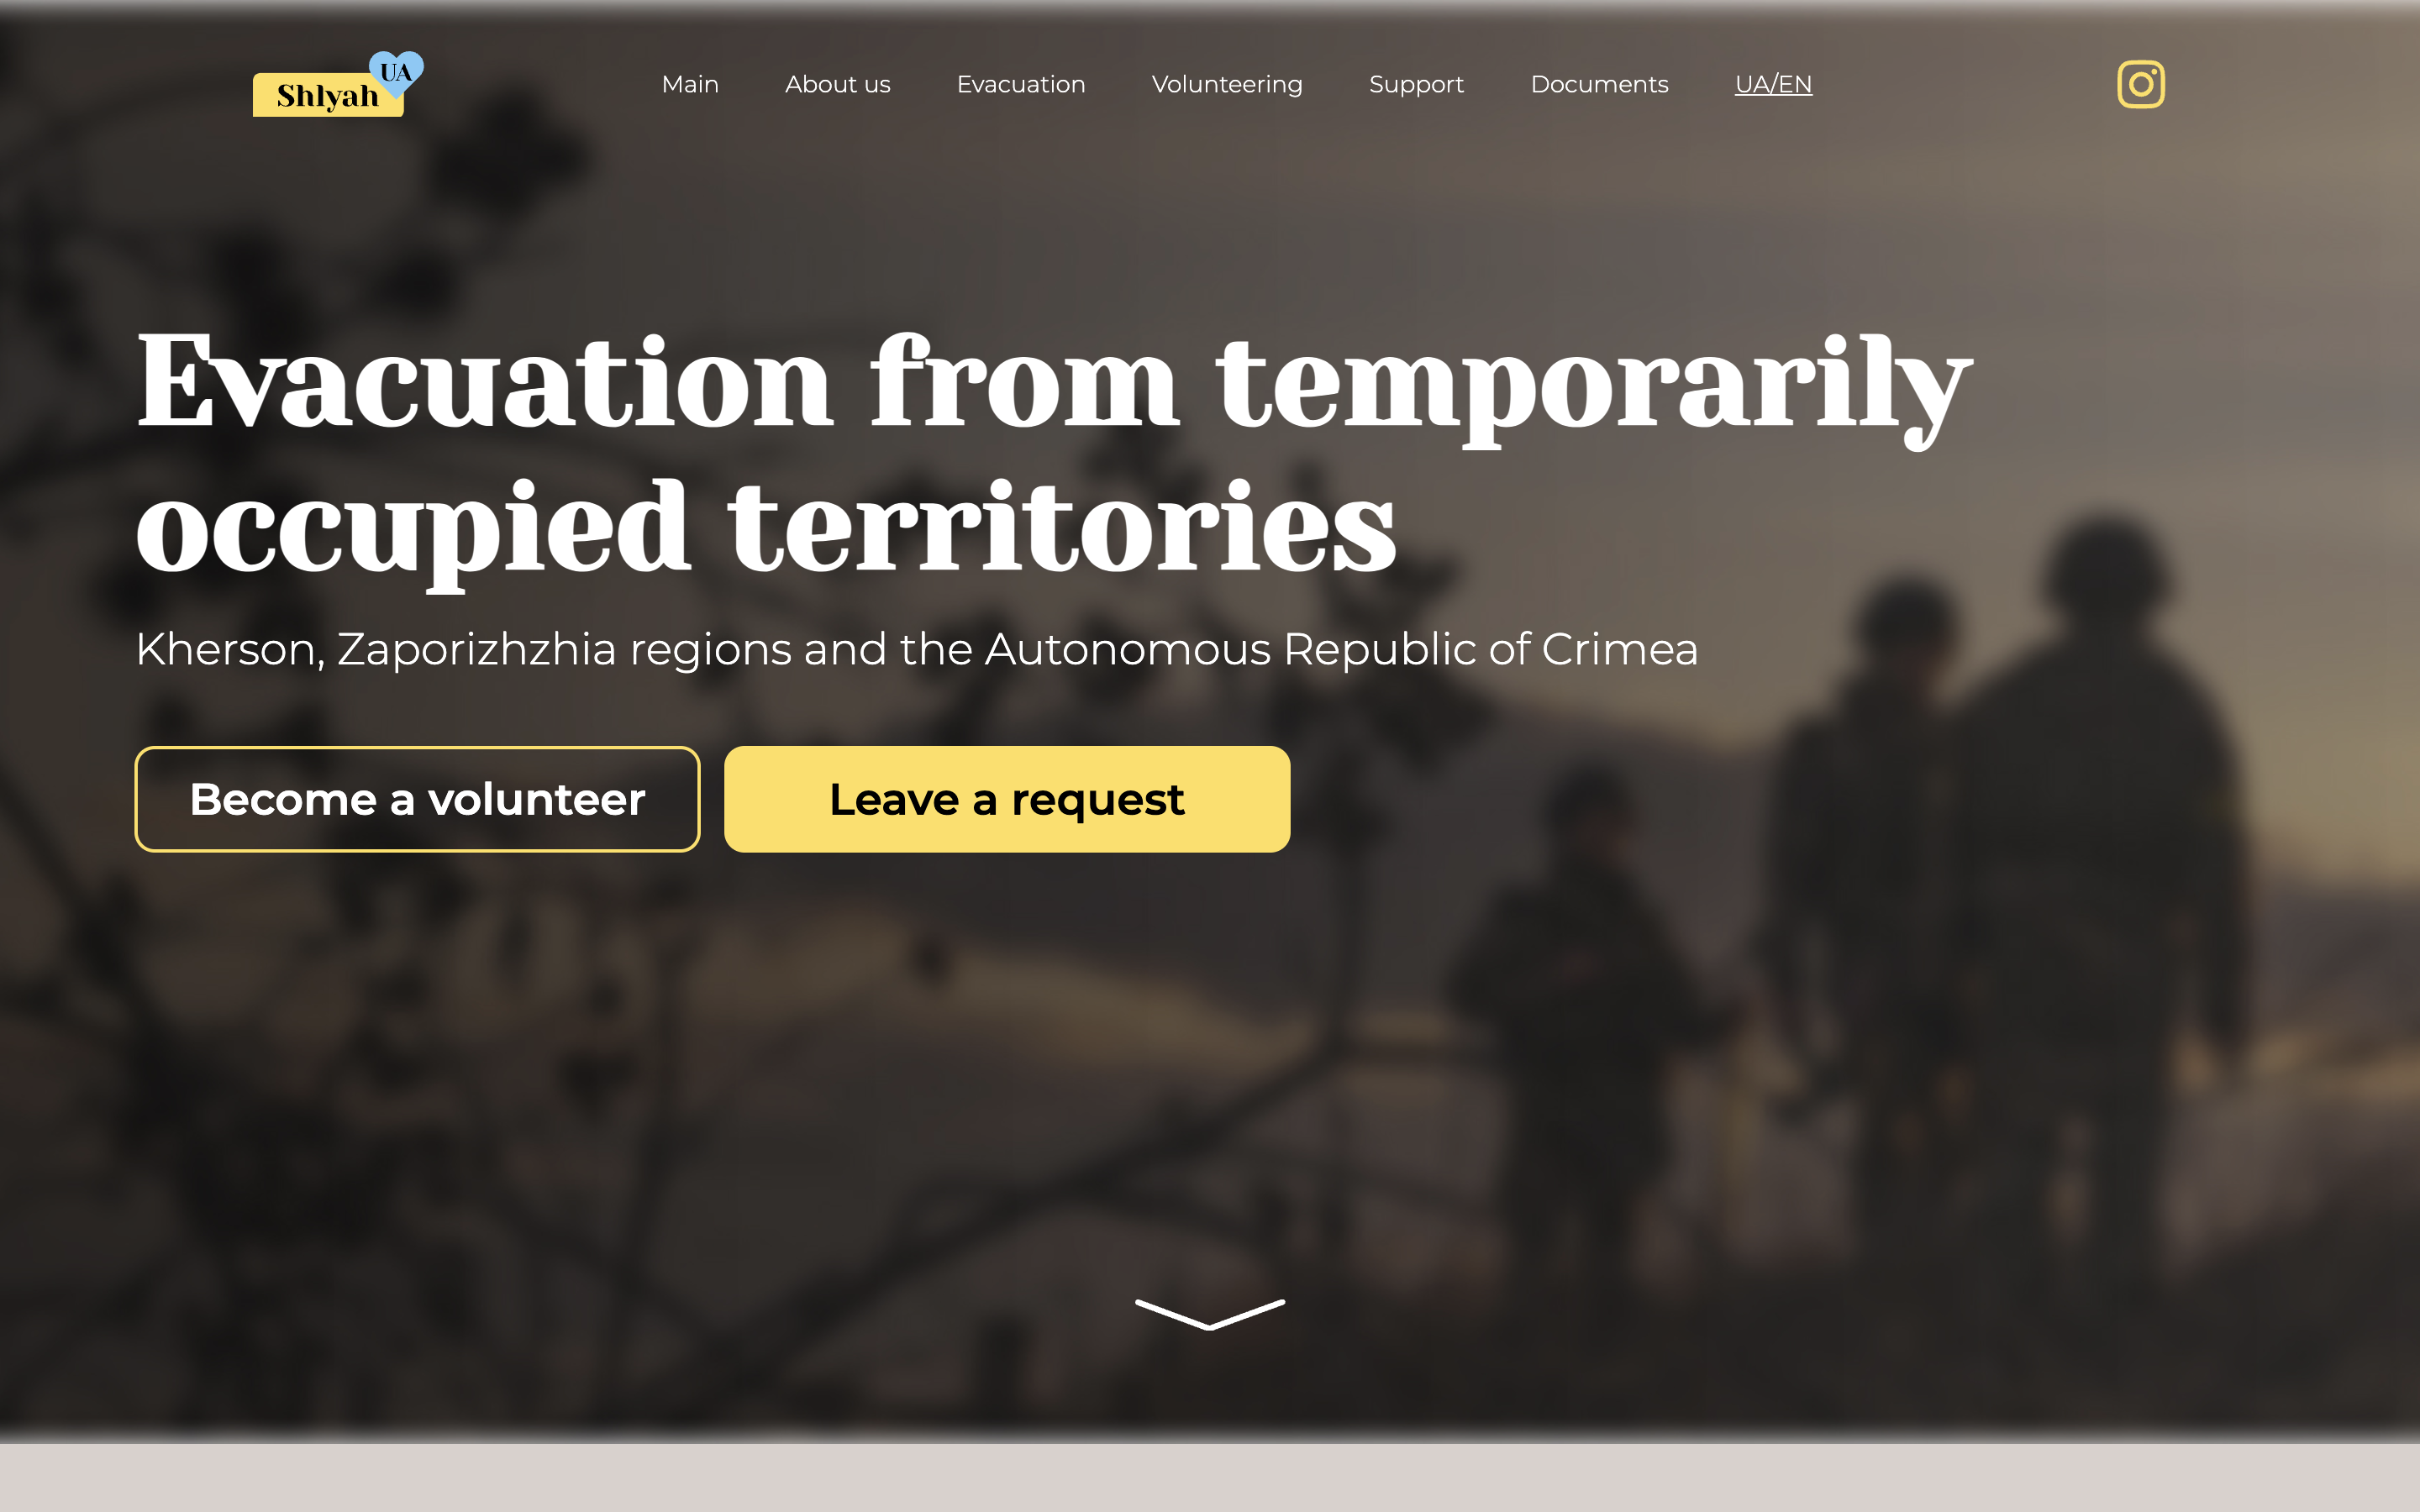 Shlyah UA
Main About us Evacuation Volunteering Support Documents UA/EN
Evacuation from temporarily
occupied territories
Kherson, Zaporizhzhia regions and the Autonomous Republic of Crimea
Become a volunteer Leave a request